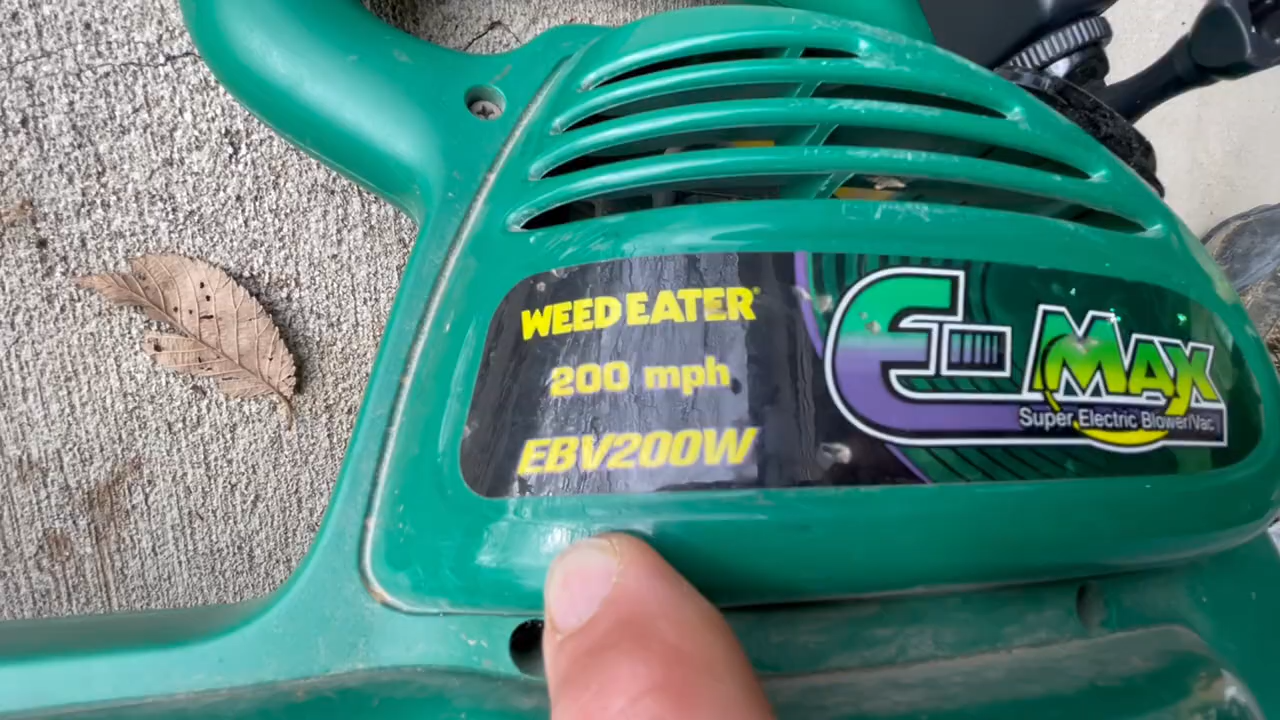 WEED EATER®
200 mph
EBV200W
E-MAX
Super Electric Blower/Vac